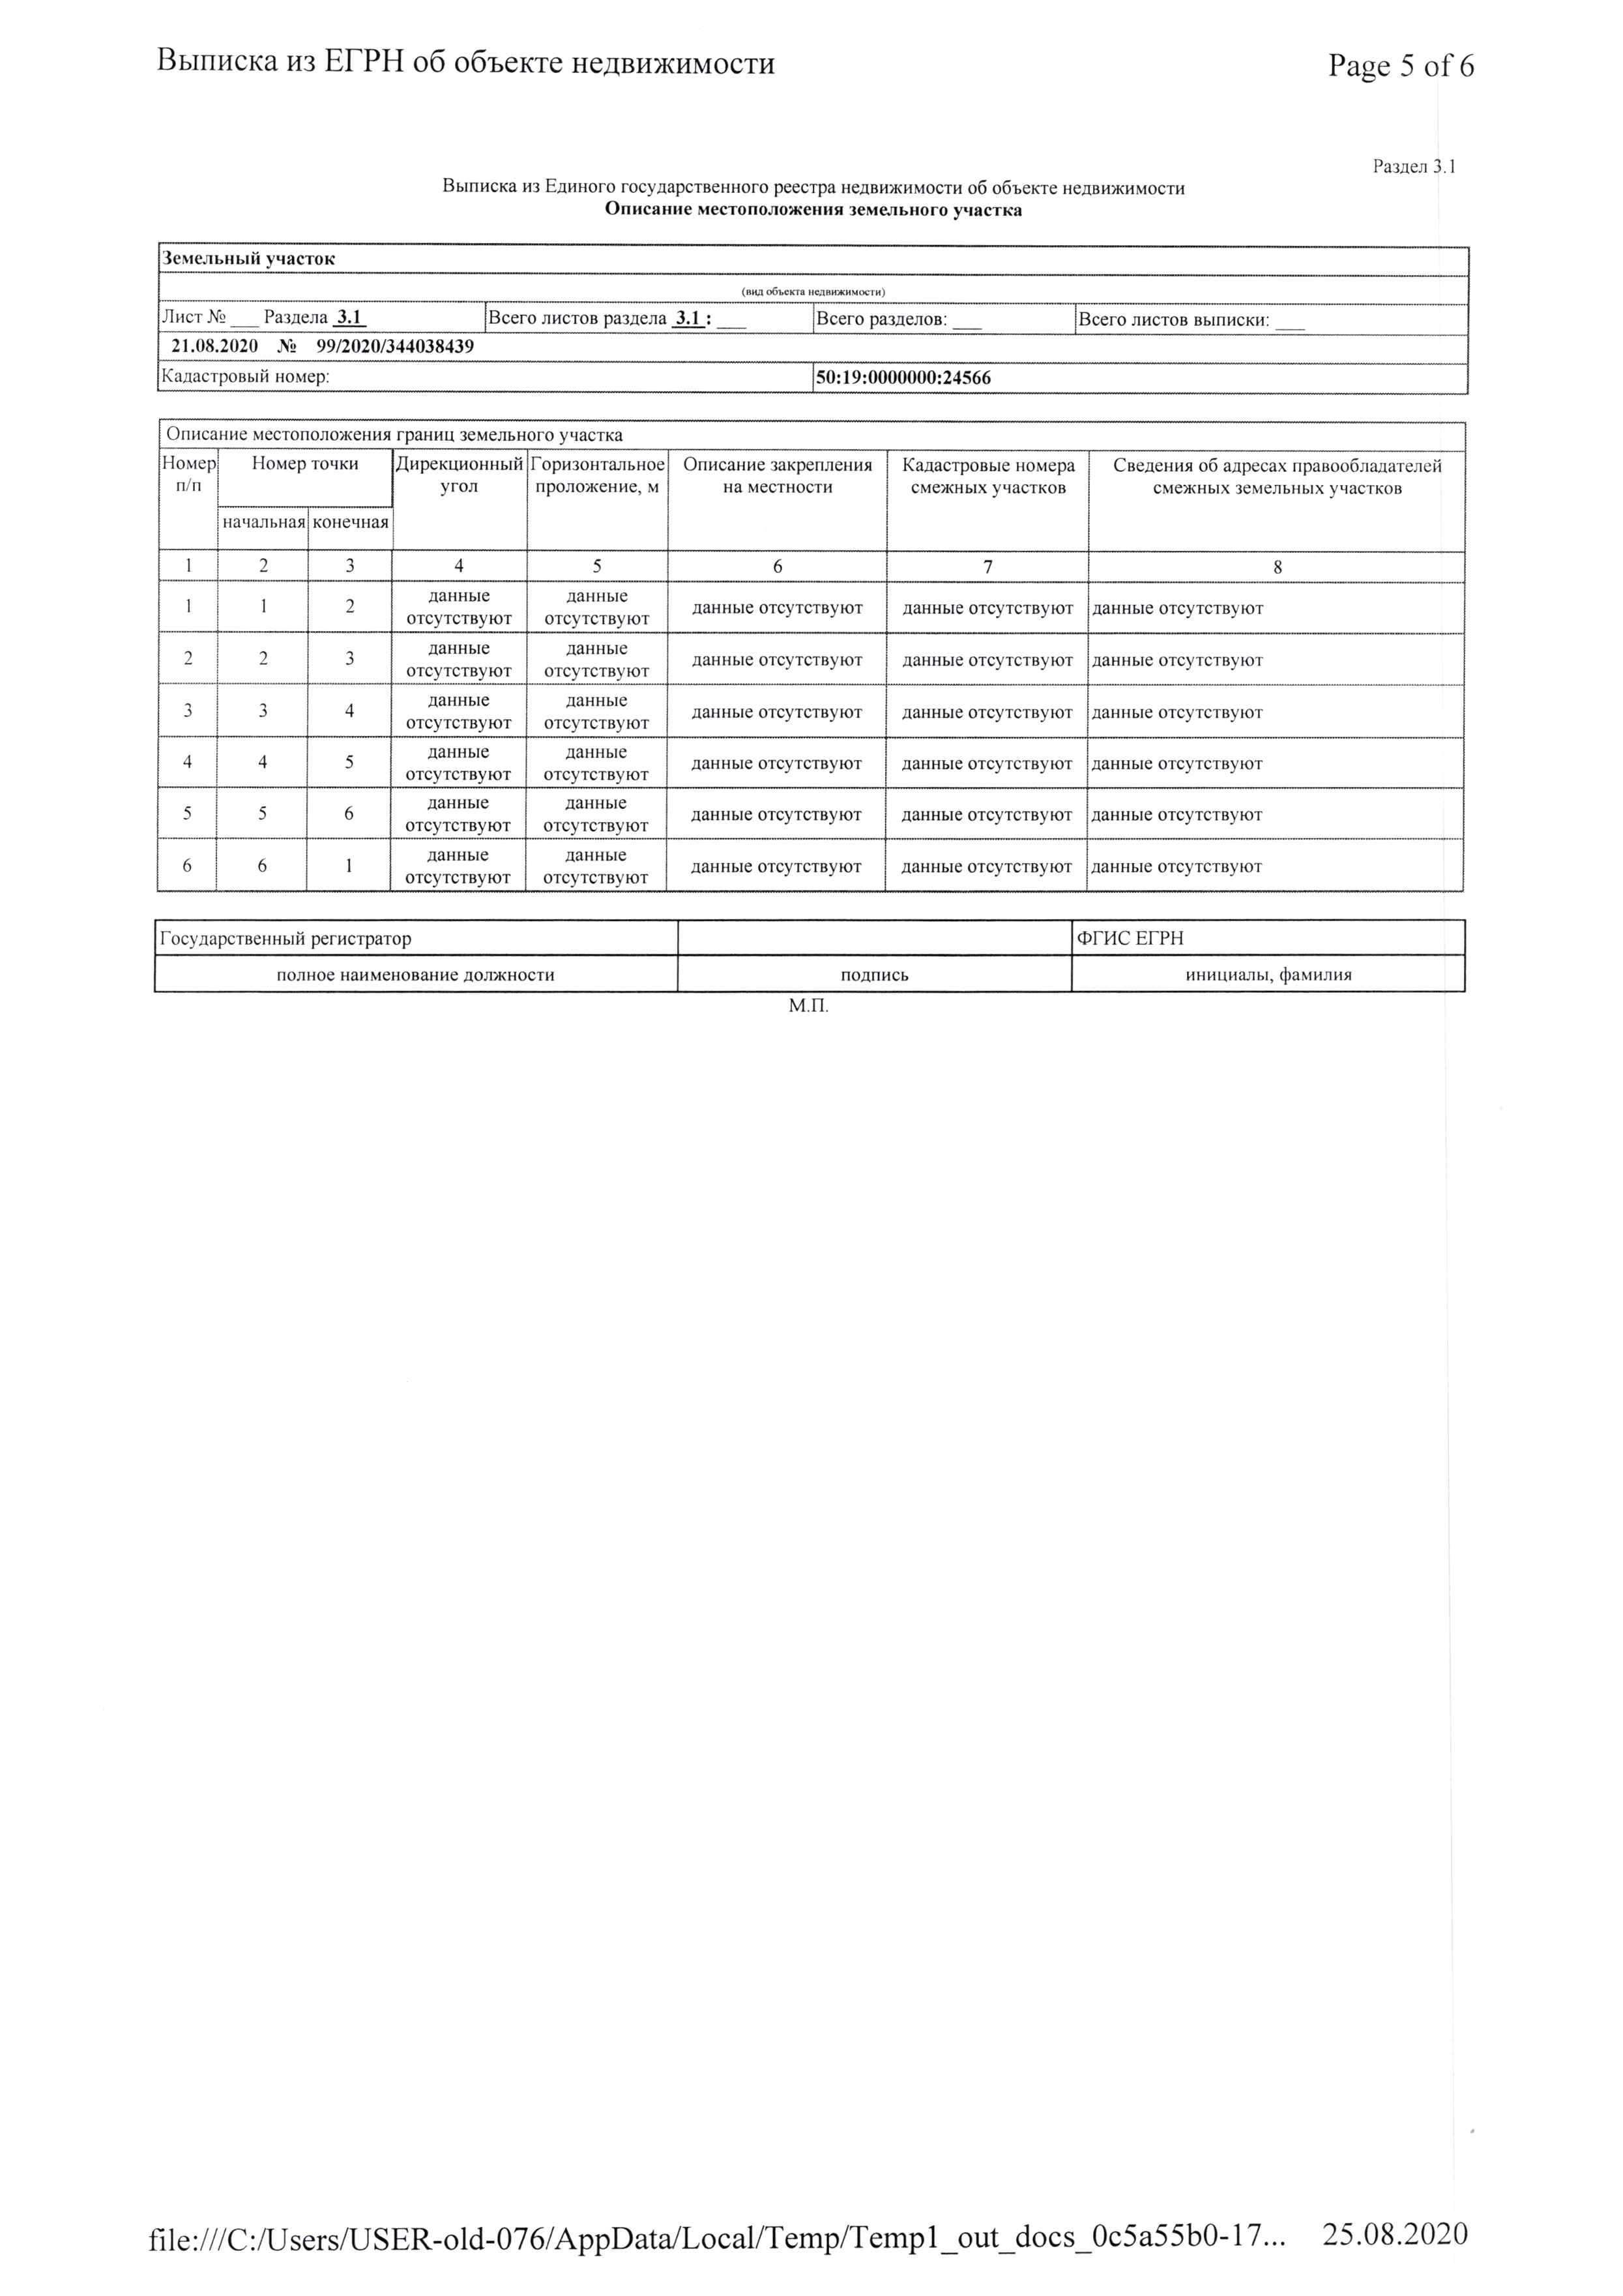 Выписка из ЕГРН об объекте недвижимости Page 5 of 6
Раздел 3.1
Выписка из Единого государственного реестра недвижимости об объекте недвижимости
Описание местоположения земельного участка
Земельный участок
(вид объекта недвижимости)
Лист № ___ Раздела 3.1 Всего листов раздела 3.1 : ___ Всего разделов: ___ Всего листов выписки: ___
21.08.2020 № 99/2020/344038439
Кадастровый номер: 50:19:0000000:24566
Описание местоположения границ земельного участка
Номер Номер точки Дирекционный Горизонтальное Описание закрепления Кадастровые номера Сведения об адресах правообладателей
п/п угол проложение, м на местности смежных участков смежных земельных участков
начальная конечная
1 2 3 4 5 6 7 8
1 1 2 данные отсутствуют данные отсутствуют данные отсутствуют данные отсутствуют данные отсутствуют
2 2 3 данные отсутствуют данные отсутствуют данные отсутствуют данные отсутствуют данные отсутствуют
3 3 4 данные отсутствуют данные отсутствуют данные отсутствуют данные отсутствуют данные отсутствуют
4 4 5 данные отсутствуют данные отсутствуют данные отсутствуют данные отсутствуют данные отсутствуют
5 5 6 данные отсутствуют данные отсутствуют данные отсутствуют данные отсутствуют данные отсутствуют
6 6 1 данные отсутствуют данные отсутствуют данные отсутствуют данные отсутствуют данные отсутствуют
Государственный регистратор ФГИС ЕГРН
полное наименование должности подпись инициалы, фамилия
М.П.
file:///C:/Users/USER-old-076/AppData/Local/Temp/Temp1_out_docs_0c5a55b0-17... 25.08.2020